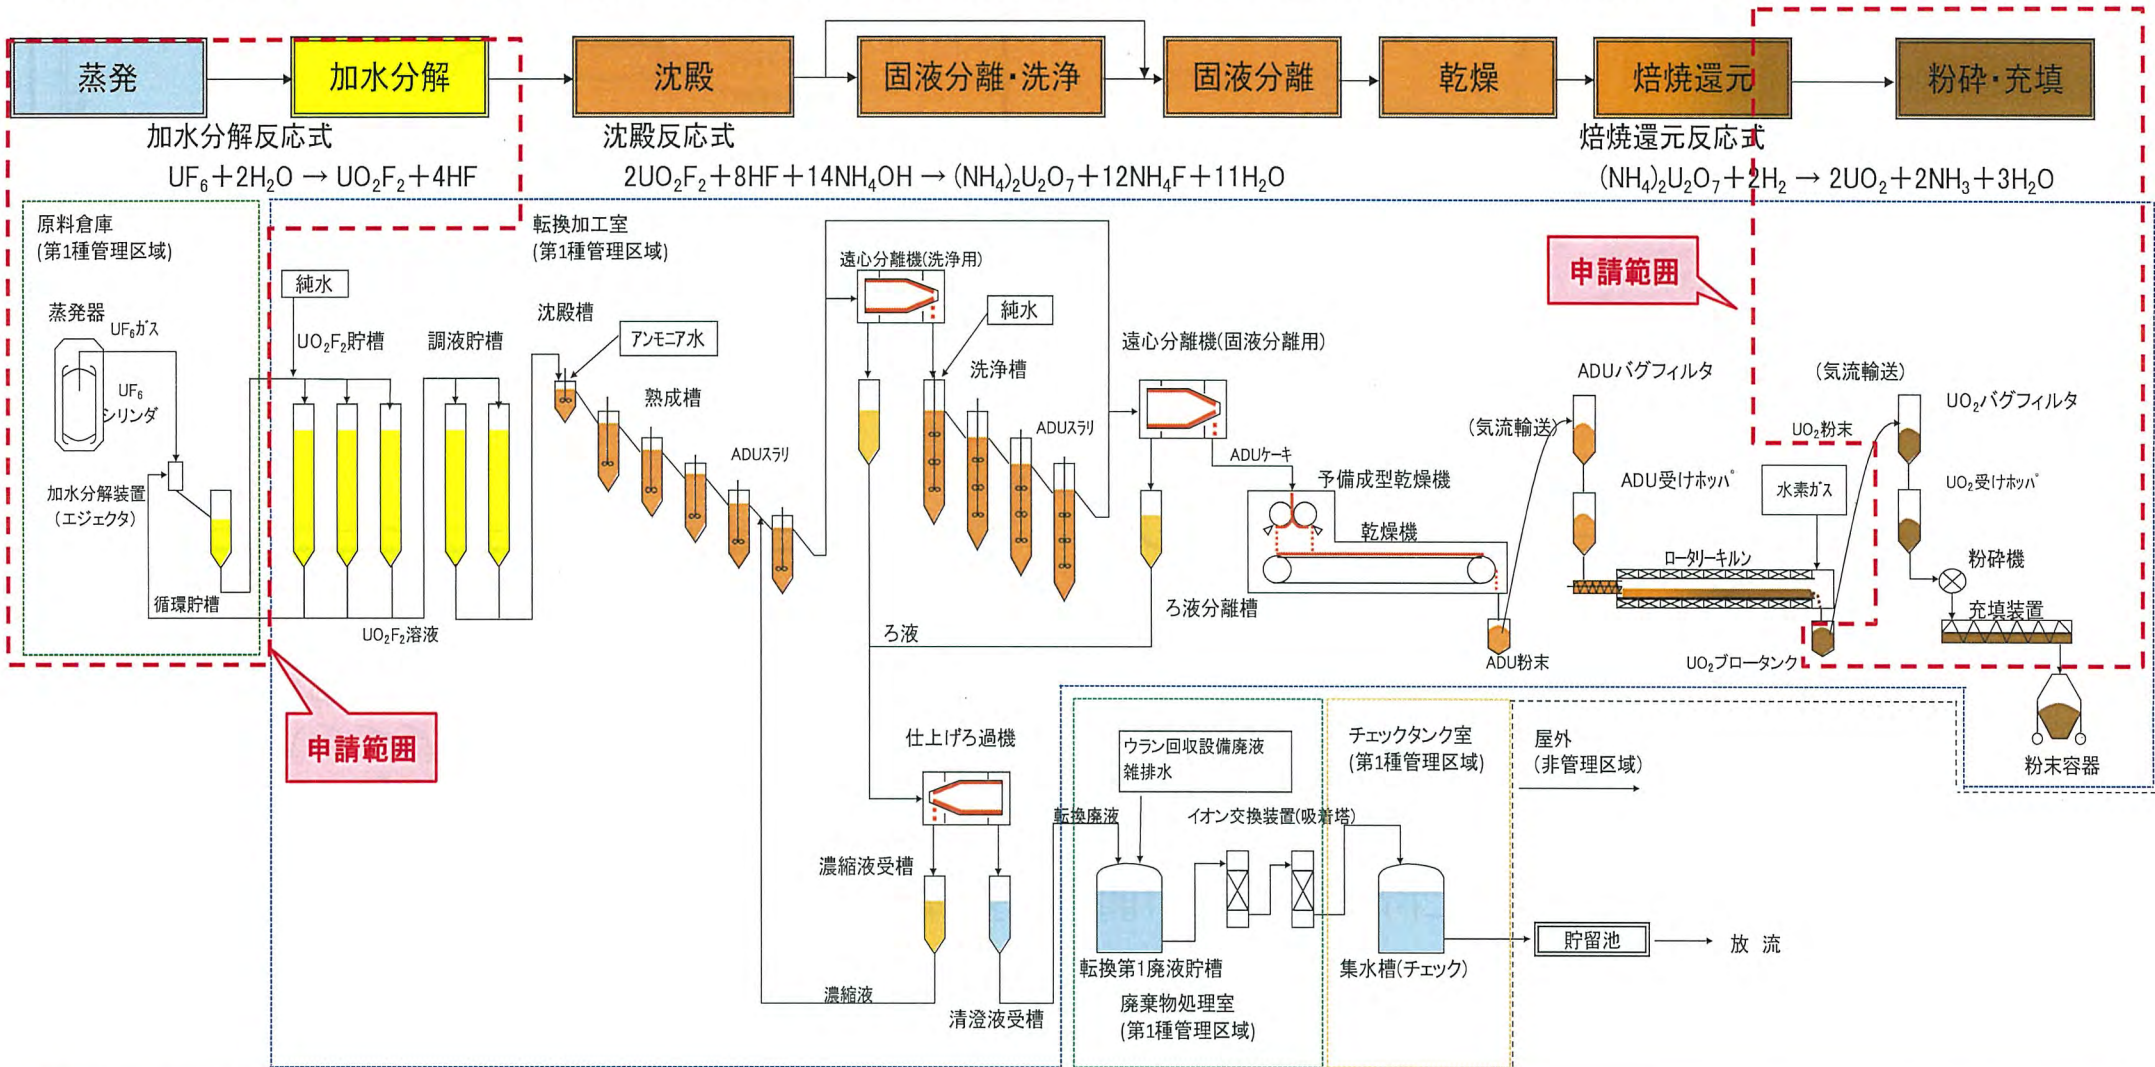 蒸発
加水分解
沈殿
固液分離・洗浄
固液分離
乾燥
焙焼還元
粉砕・充填
加水分解反応式
UF₆+2H₂O → UO₂F₂+4HF
沈殿反応式
2UO₂F₂+8HF+14NH₄OH → (NH₄)₂U₂O₇+12NH₄F+11H₂O
焙焼還元反応式
(NH₄)₂U₂O₇+2H₂ → 2UO₂+2NH₃+3H₂O
原料倉庫
(第1種管理区域)
蒸発器
UF₆ガス
UF₆
シリンダ
加水分解装置
(エジェクタ)
循環貯槽
転換加工室
(第1種管理区域)
純水
UO₂F₂貯槽
調液貯槽
UO₂F₂溶液
沈殿槽
アンモニア水
熟成槽
ADUスラリ
遠心分離機(洗浄用)
純水
洗浄槽
ADUスラリ
遠心分離機(固液分離用)
ADUケーキ
ろ液分離槽
ろ液
予備成型乾燥機
乾燥機
(気流輸送)
ADU粉末
ADUバグフィルタ
ADU受けホッパ
ロータリーキルン
水素ガス
UO₂粉末
UO₂ブロータンク
(気流輸送)
UO₂バグフィルタ
UO₂受けホッパ
粉砕機
充填装置
粉末容器
申請範囲
申請範囲
仕上げろ過機
濃縮液受槽
濃縮液
清澄液受槽
転換廃液
ウラン回収設備廃液
雑排水
イオン交換装置(吸着塔)
転換第1廃液貯槽
廃棄物処理室
(第1種管理区域)
チェックタンク室
(第1種管理区域)
集水槽(チェック)
屋外
(非管理区域)
貯留池
放 流